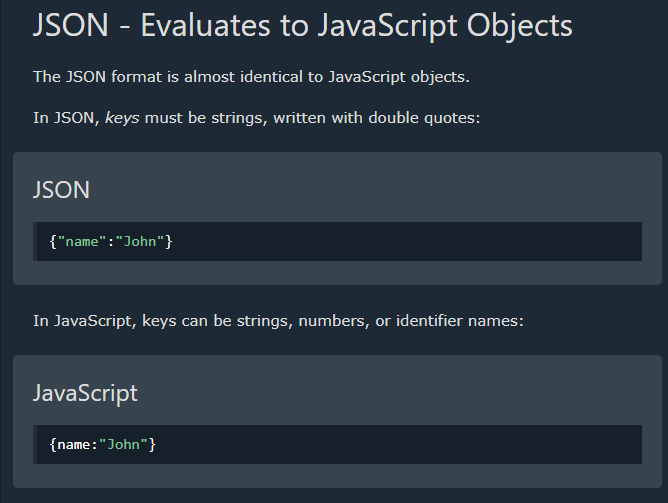 JSON - Evaluates to JavaScript Objects
The JSON format is almost identical to JavaScript objects.
In JSON, keys must be strings, written with double quotes:
JSON
{"name":"John"}
In JavaScript, keys can be strings, numbers, or identifier names:
JavaScript
{name:"John"}